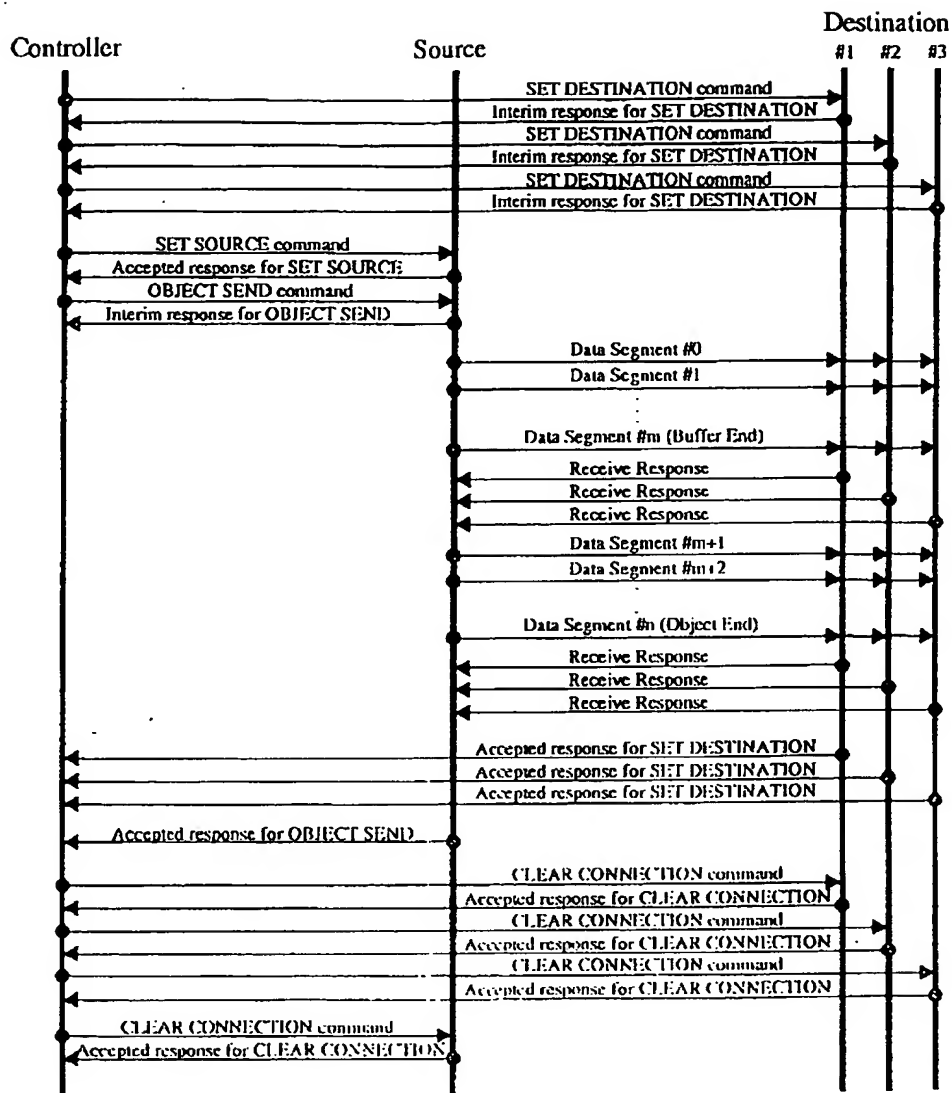 Destination
Controller Source #1 #2 #3
SET DESTINATION command
Interim response for SET DESTINATION
SET DESTINATION command
Interim response for SET DESTINATION
SET DESTINATION command
Interim response for SET DESTINATION
SET SOURCE command
Accepted response for SET SOURCE
OBJECT SEND command
Interim response for OBJECT SEND
Data Segment #0
Data Segment #1
Data Segment #m (Buffer End)
Receive Response
Receive Response
Receive Response
Data Segment #m+1
Data Segment #m+2
Data Segment #n (Object End)
Receive Response
Receive Response
Receive Response
Accepted response for SET DESTINATION
Accepted response for SET DESTINATION
Accepted response for SET DESTINATION
Accepted response for OBJECT SEND
CLEAR CONNECTION command
Accepted response for CLEAR CONNECTION
CLEAR CONNECTION command
Accepted response for CLEAR CONNECTION
CLEAR CONNECTION command
Accepted response for CLEAR CONNECTION
CLEAR CONNECTION command
Accepted response for CLEAR CONNECTION